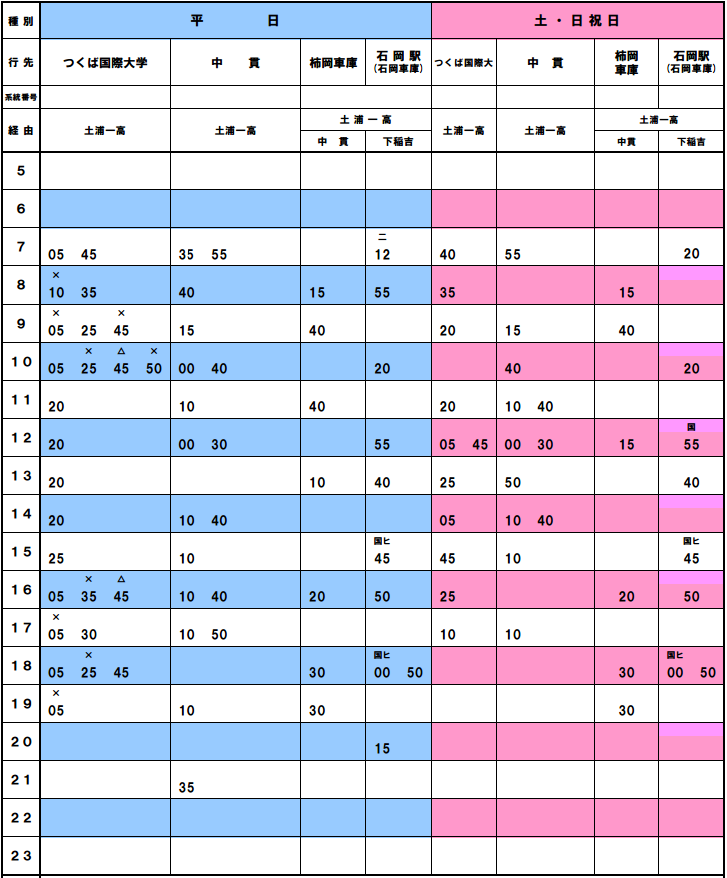 種別 平 日 土・日祝日
行先 つくば国際大学 中 貫 柿岡車庫 石岡駅 (石岡車庫) つくば国際大 中 貫 柿岡車庫 石岡駅 (石岡車庫)
系統番号
経由 土浦一高 土浦一高 土浦一高 土浦一高 土浦一高 土浦一高
中 貫 下稲吉 中貫 下稲吉
5
6
二
7 05 45 35 55 12 40 55 20
×
8 10 35 40 15 55 35 15
× ×
9 05 25 45 15 40 20 15 40
× △ ×
10 05 25 45 50 00 40 20 40 20
11 20 10 40 20 10 40
国
12 20 00 30 55 05 45 00 30 15 55
13 20 10 40 25 50 40
14 20 10 40 05 10 40
国ヒ 国ヒ
15 25 10 45 45 10 45
× △
16 05 35 45 10 40 20 50 25 20 50
×
17 05 30 10 50 10 10
× 国ヒ 国ヒ
18 05 25 45 30 00 50 30 00 50
×
19 05 10 30 30
20 15
21 35
22
23